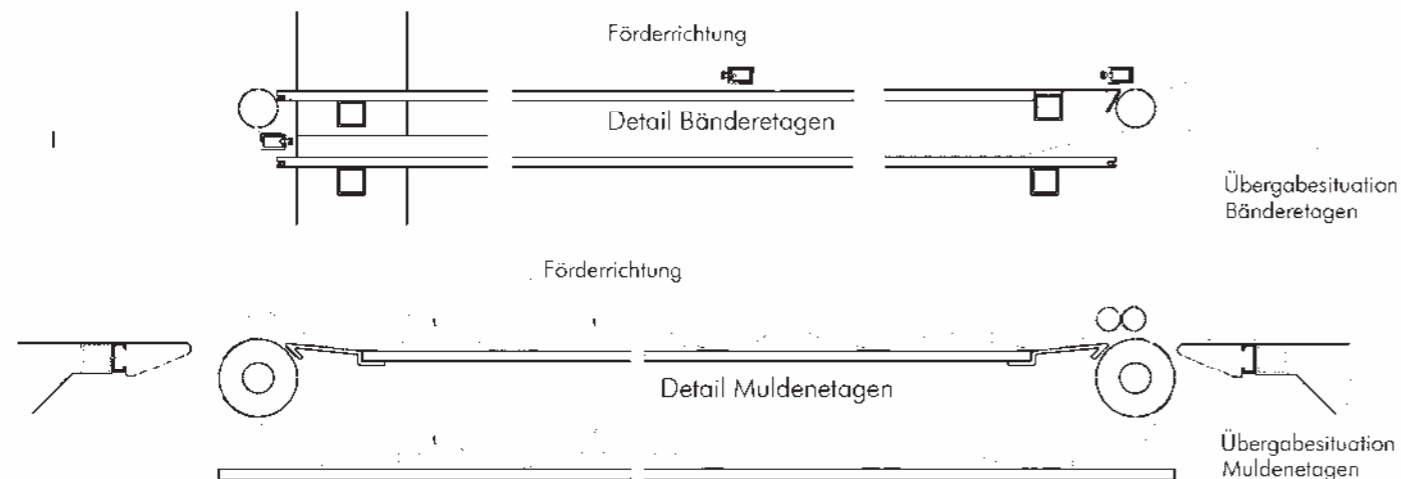 Förderrichtung
Detail Bänderetagen
Übergabesituation
Bänderetagen
Förderrichtung
Detail Muldenetagen
Übergabesituation
Muldenetagen